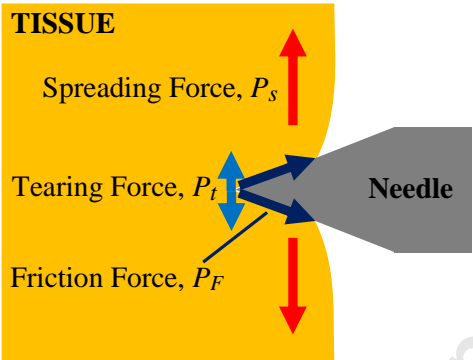 TISSUE
Spreading Force, Ps
Tearing Force, Pt
Needle
Friction Force, PF